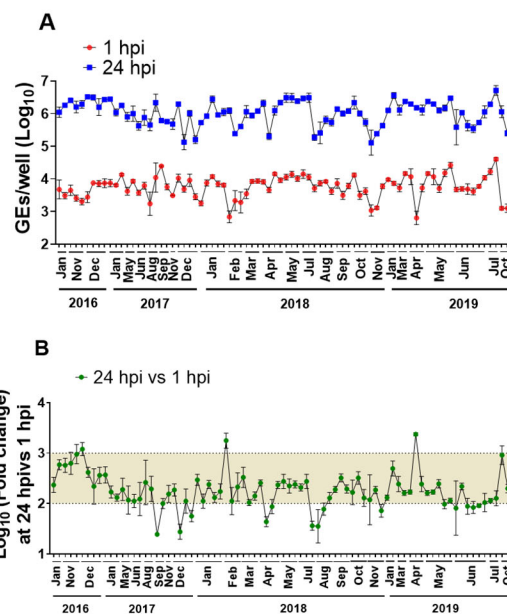 A
1 hpi
24 hpi
GEs/well (Log10)
7
6
5
4
3
2
Jan Nov Dec Jan May Jun Aug Sep Nov Dec Jan Feb Mar Apr May Jul Sep Oct Nov Jan Mar Apr May Jun Jul Oct
2016 2017 2018 2019
B
24 hpi vs 1 hpi
Log10 (Fold change)
at 24 hpi vs 1 hpi
4
3
2
1
Jan Nov Dec Jan May Jun Aug Sep Nov Dec Jan Feb Mar Apr May Jul Sep Oct Nov Jan Mar Apr May Jun Jul Oct
2016 2017 2018 2019